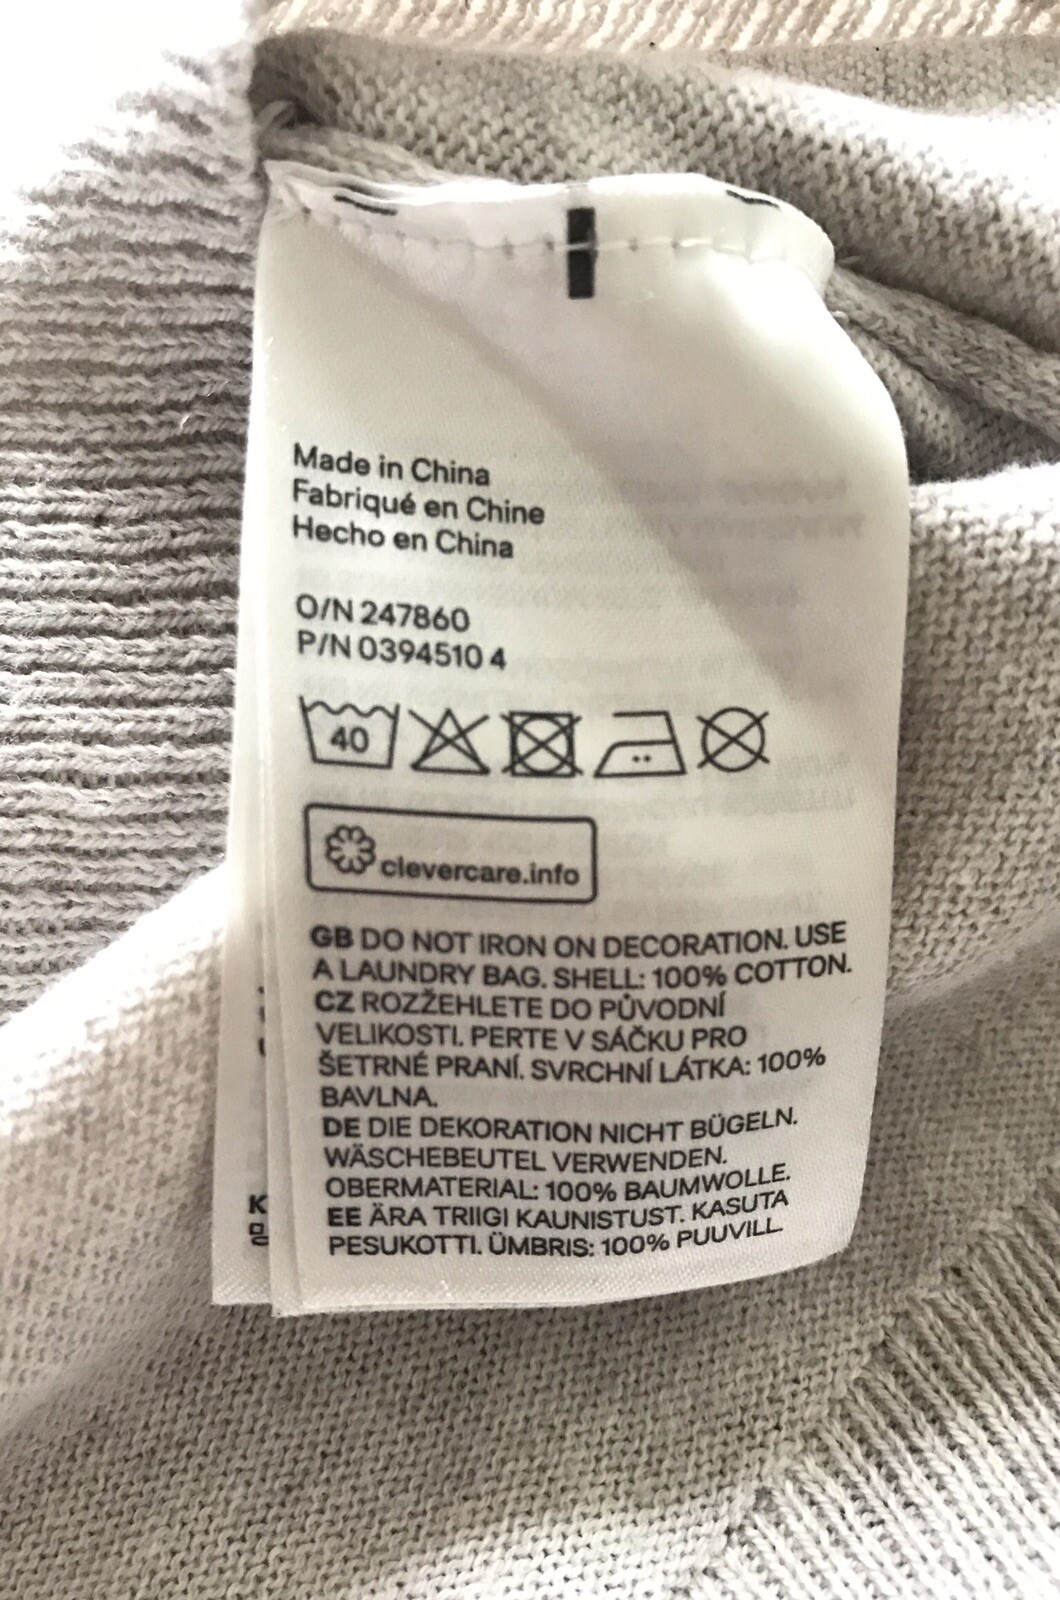 Made in China
Fabriqué en Chine
Hecho en China
O/N 247860
P/N 0394510 4
40
clevercare.info
GB DO NOT IRON ON DECORATION. USE
A LAUNDRY BAG. SHELL: 100% COTTON.
CZ ROZŽEHLETE DO PŮVODNÍ
VELIKOSTI. PERTE V SÁČKU PRO
ŠETRNÉ PRANÍ. SVRCHNÍ LÁTKA: 100%
BAVLNA.
DE DIE DEKORATION NICHT BÜGELN.
WÄSCHEBEUTEL VERWENDEN.
OBERMATERIAL: 100% BAUMWOLLE.
EE ÄRA TRIIGI KAUNISTUST. KASUTA
PESUKOTTI. ÜMBRIS: 100% PUUVILL
K